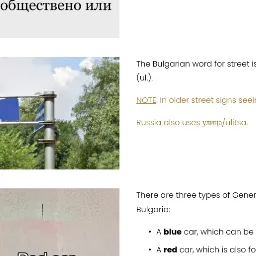 обществено или
The Bulgarian word for street is
(ul.).
NOTE: in older street signs seei
Russia also uses улица/ulitsa.
There are three types of Gener
Bulgaria:
• A blue car, which can be
• A red car, which is also fo